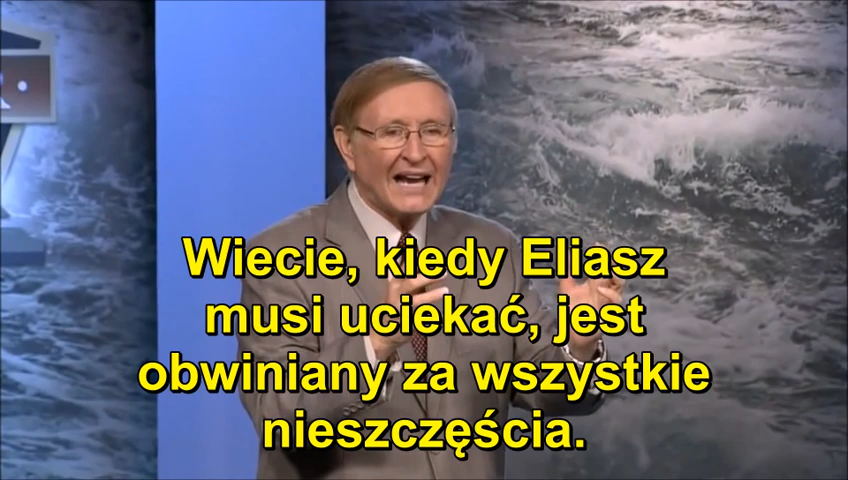 R.
Wiecie, kiedy Eliasz
musi uciekać, jest
obwiniany za wszystkie
nieszczęścia.